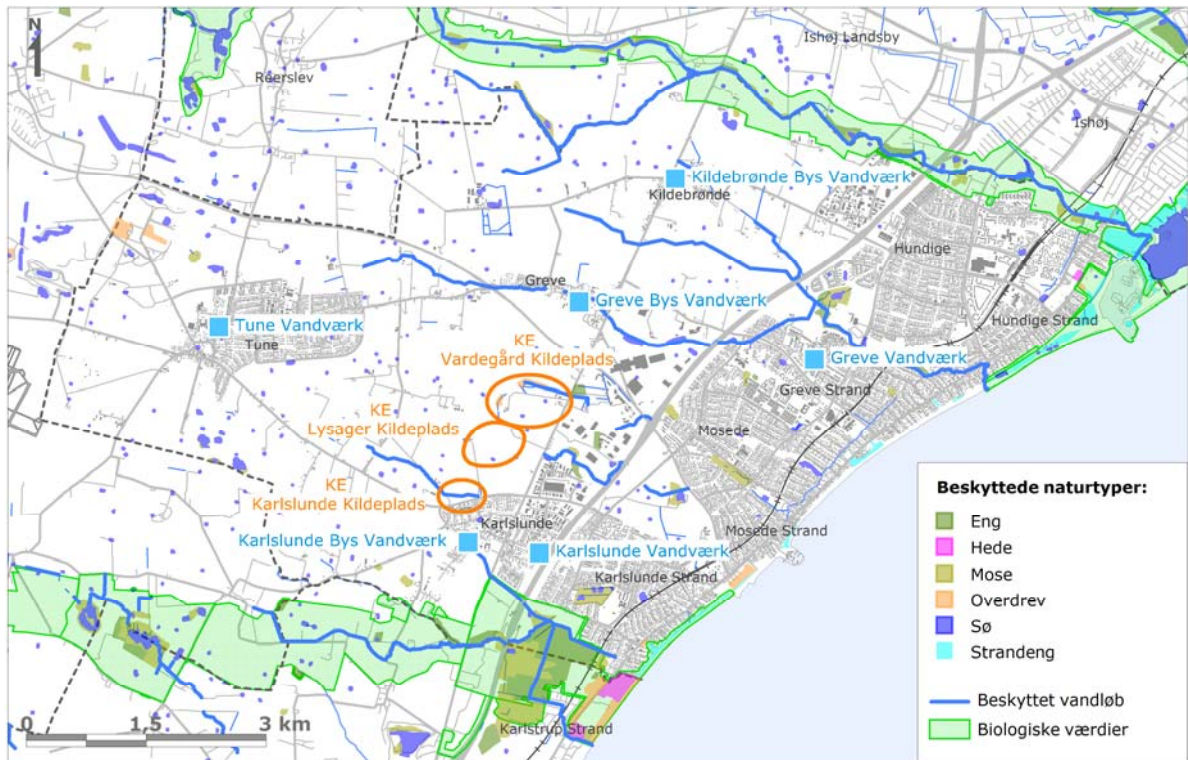 N
Ishøj Landsby
Reerslev
Ishøj
Kildebrønde Bys Vandværk
Kildebrønde
Hundige
Greve
Greve Bys Vandværk
Hundige Strand
Tune Vandværk
Tune
KE
Vardegård Kildeplads
Greve Vandværk
Greve Strand
KE
Lysager Kildeplads
Mosede
KE
Karlslunde Kildeplads
Karlslunde
Mosede Strand
Karlslunde Bys Vandværk
Karlslunde Vandværk
Karlslunde Strand
Karlstrup Strand
0 1,5 3 km
Beskyttede naturtyper:
Eng
Hede
Mose
Overdrev
Sø
Strandeng
Beskyttet vandløb
Biologiske værdier